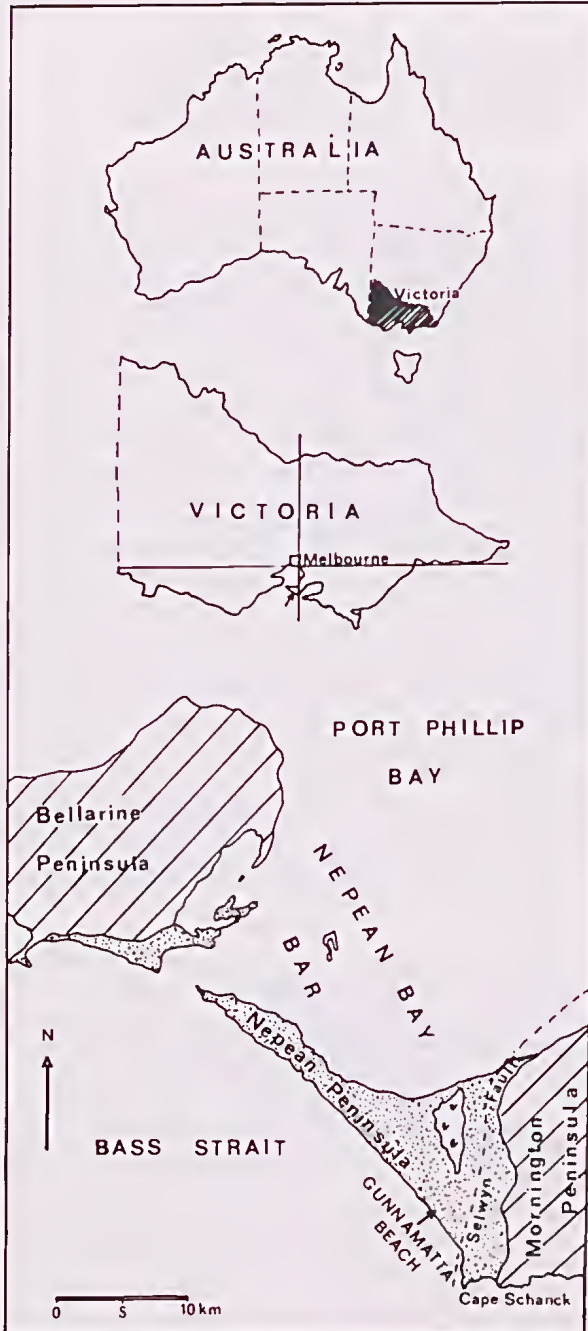 AUSTRALIA
Victoria
VICTORIA
Melbourne
PORT PHILLIP
BAY
Bellarine
Peninsula
NEPEAN BAY
BAR
Nepean Peninsula
N
BASS STRAIT
Selwyn Fault
Mornington
Peninsula
GUNNAMATTA
BEACH
Cape Schanck
0 5 10 km